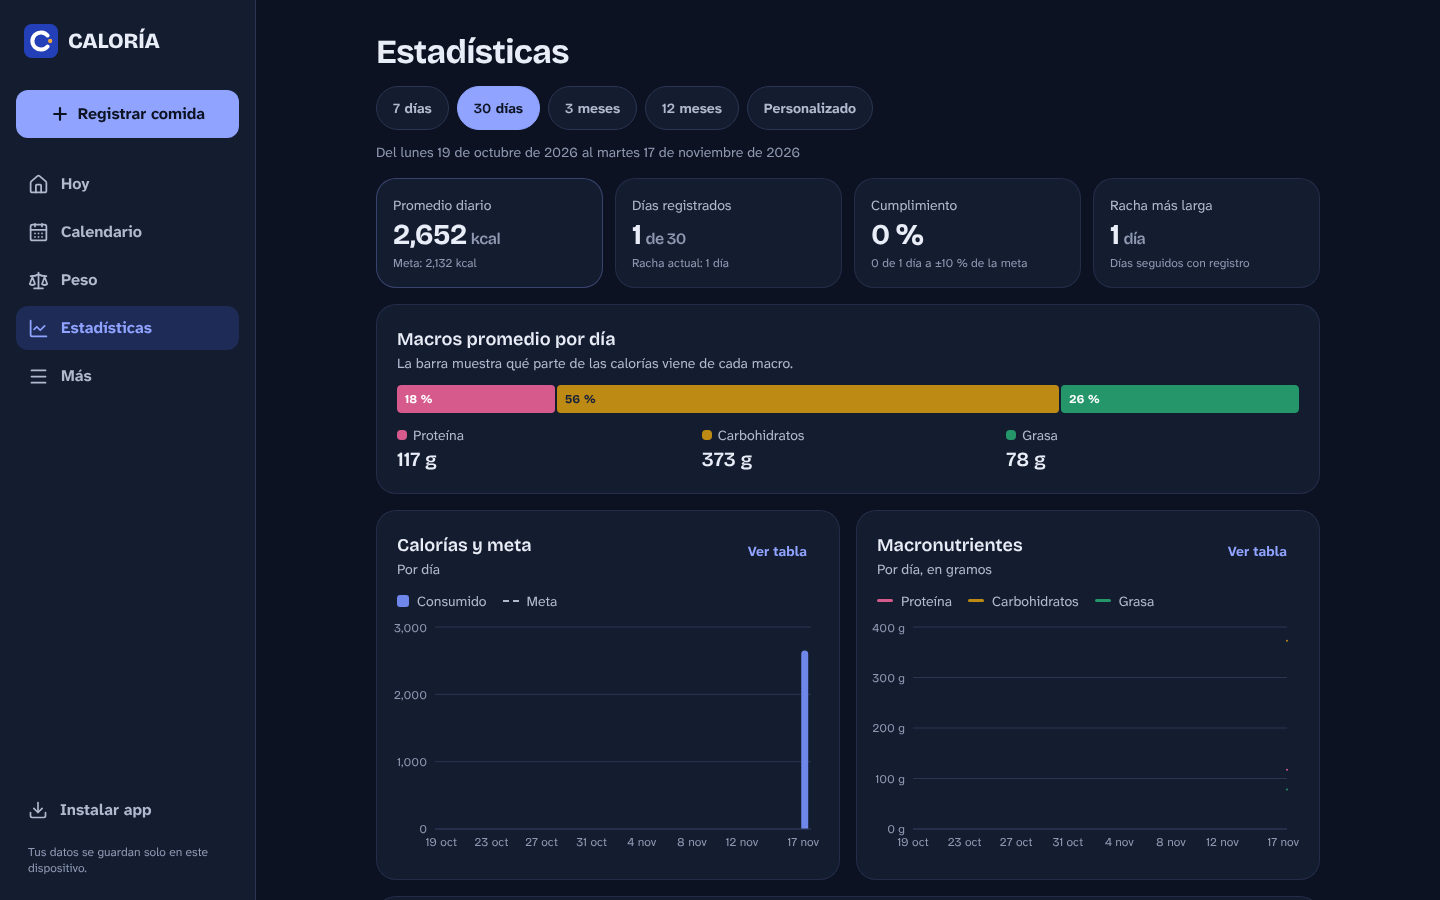 CALORÍA
Registrar comida
Hoy
Calendario
Peso
Estadísticas
Más
Instalar app
Tus datos se guardan solo en este
dispositivo.
Estadísticas
7 días
30 días
3 meses
12 meses
Personalizado
Del lunes 19 de octubre de 2026 al martes 17 de noviembre de 2026
Promedio diario
2,652 kcal
Meta: 2,132 kcal
Días registrados
1 de 30
Racha actual: 1 día
Cumplimiento
0 %
0 de 1 día a ±10 % de la meta
Racha más larga
1 día
Días seguidos con registro
Macros promedio por día
La barra muestra qué parte de las calorías viene de cada macro.
18 %
56 %
26 %
Proteína
117 g
Carbohidratos
373 g
Grasa
78 g
Calorías y meta
Por día
Ver tabla
Consumido
Meta
3,000
2,000
1,000
0
19 oct
23 oct
27 oct
31 oct
4 nov
8 nov
12 nov
17 nov
Macronutrientes
Por día, en gramos
Ver tabla
Proteína
Carbohidratos
Grasa
400 g
300 g
200 g
100 g
0 g
19 oct
23 oct
27 oct
31 oct
4 nov
8 nov
12 nov
17 nov